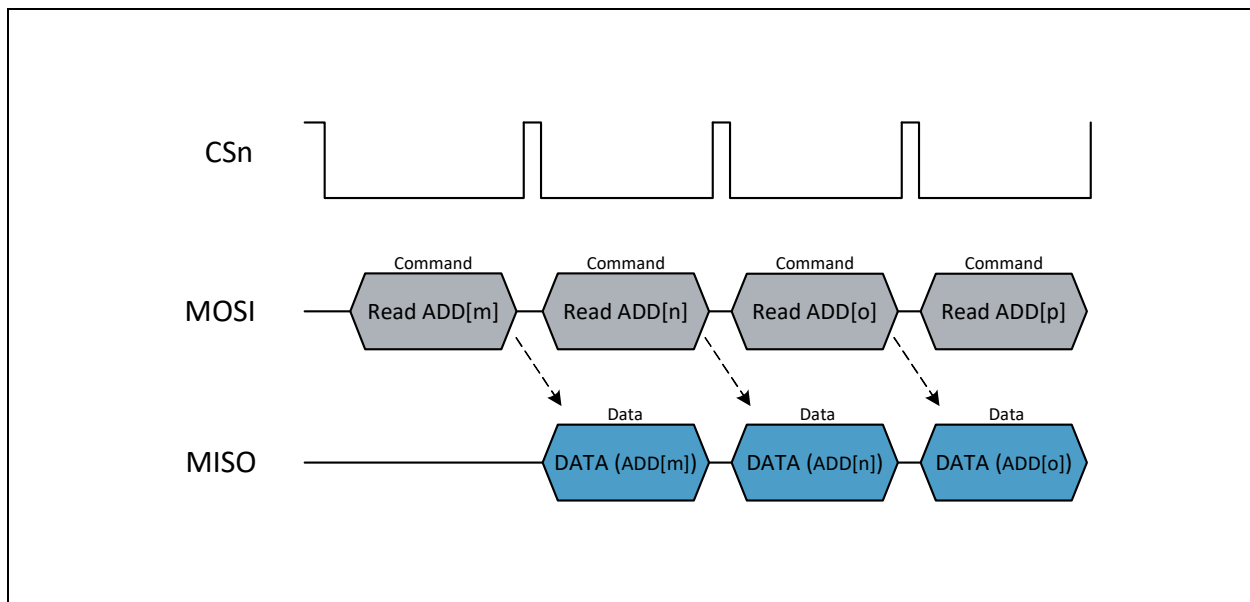 CSn
Command
Command
Command
Command
MOSI
Read ADD[m]
Read ADD[n]
Read ADD[o]
Read ADD[p]
Data
Data
Data
MISO
DATA (ADD[m])
DATA (ADD[n])
DATA (ADD[o])